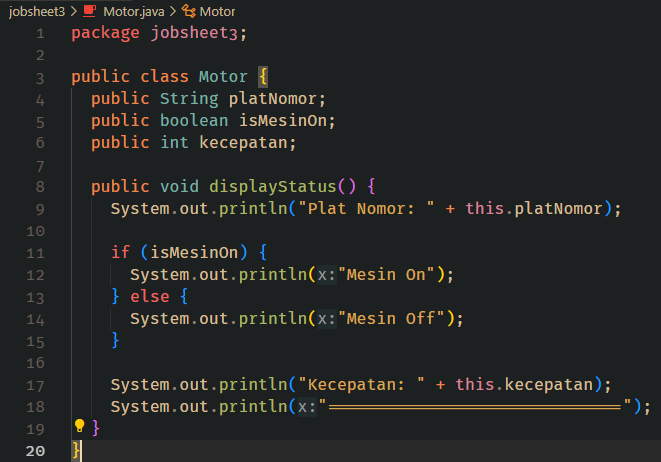 jobsheet3 > Motor.java > Motor
1 package jobsheet3;
2
3 public class Motor {
4   public String platNomor;
5   public boolean isMesinOn;
6   public int kecepatan;
7
8   public void displayStatus() {
9     System.out.println("Plat Nomor: " + this.platNomor);
10
11     if (isMesinOn) {
12       System.out.println(x:"Mesin On");
13     } else {
14       System.out.println(x:"Mesin Off");
15     }
16
17     System.out.println("Kecepatan: " + this.kecepatan);
18     System.out.println(x:"==============================");
19   }
20 }